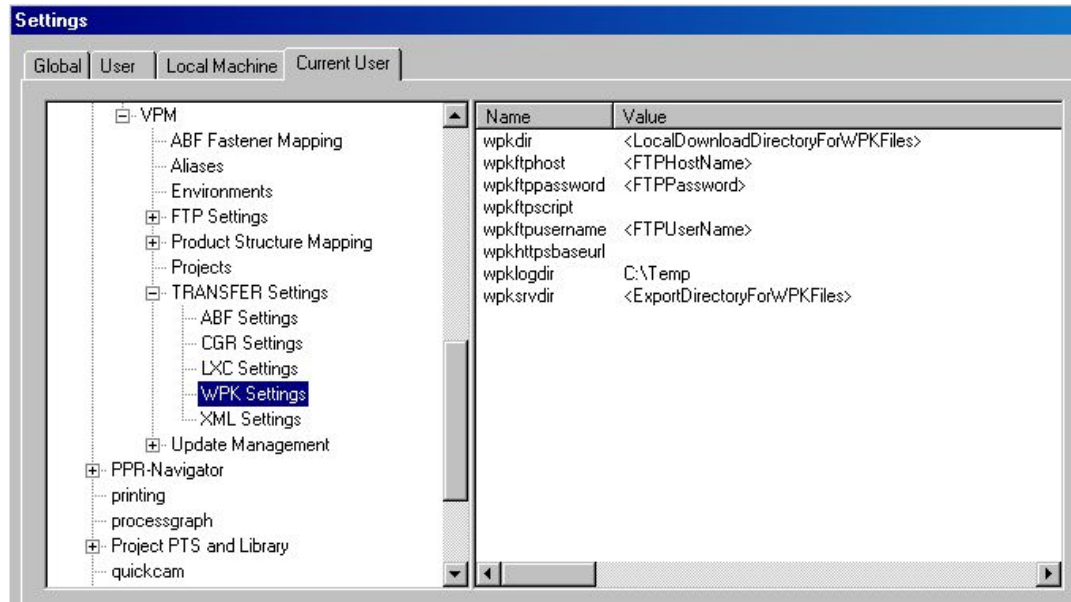 Settings
Global User Local Machine Current User
VPM
ABF Fastener Mapping
Aliases
Environments
FTP Settings
Product Structure Mapping
Projects
TRANSFER Settings
ABF Settings
CGR Settings
LXC Settings
WPK Settings
XML Settings
Update Management
PPR-Navigator
printing
processgraph
Project PTS and Library
quickcam
Name Value
wpkdir <LocalDownloadDirectoryForWPKFiles>
wpkftphost <FTPHostName>
wpkftppassword <FTPPassword>
wpkftpscript
wpkftpusername <FTPUserName>
wpkhttpsbaseurl
wpklogdir C:\Temp
wpksrvdir <ExportDirectoryForWPKFiles>